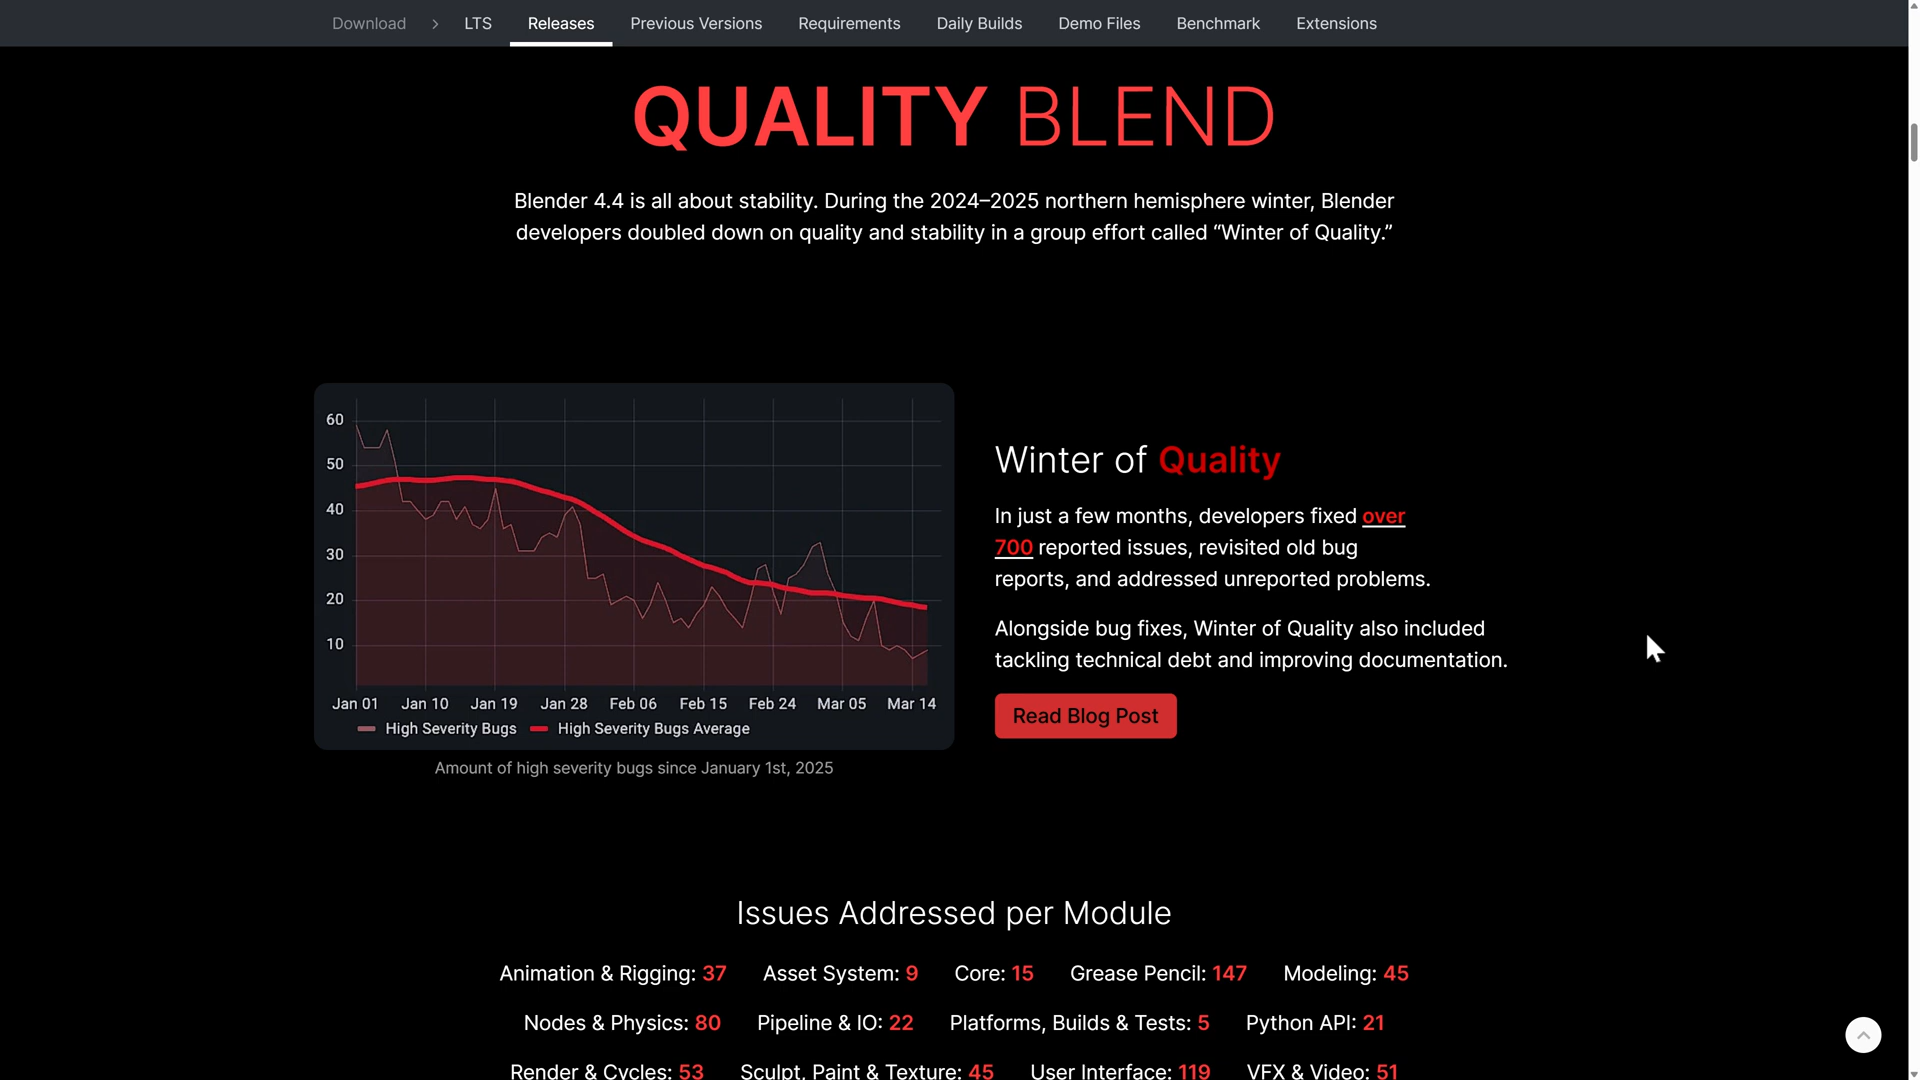 Download > LTS Releases Previous Versions Requirements Daily Builds Demo Files Benchmark Extensions
QUALITY BLEND
Blender 4.4 is all about stability. During the 2024–2025 northern hemisphere winter, Blender
developers doubled down on quality and stability in a group effort called “Winter of Quality.”
60
50
40
30
20
10
Jan 01 Jan 10 Jan 19 Jan 28 Feb 06 Feb 15 Feb 24 Mar 05 Mar 14
High Severity Bugs High Severity Bugs Average
Amount of high severity bugs since January 1st, 2025
Winter of Quality
In just a few months, developers fixed over
700 reported issues, revisited old bug
reports, and addressed unreported problems.
Alongside bug fixes, Winter of Quality also included
tackling technical debt and improving documentation.
Read Blog Post
Issues Addressed per Module
Animation & Rigging: 37 Asset System: 9 Core: 15 Grease Pencil: 147 Modeling: 45
Nodes & Physics: 80 Pipeline & IO: 22 Platforms, Builds & Tests: 5 Python API: 21
Render & Cycles: 53 Sculpt, Paint & Texture: 45 User Interface: 119 VFX & Video: 51